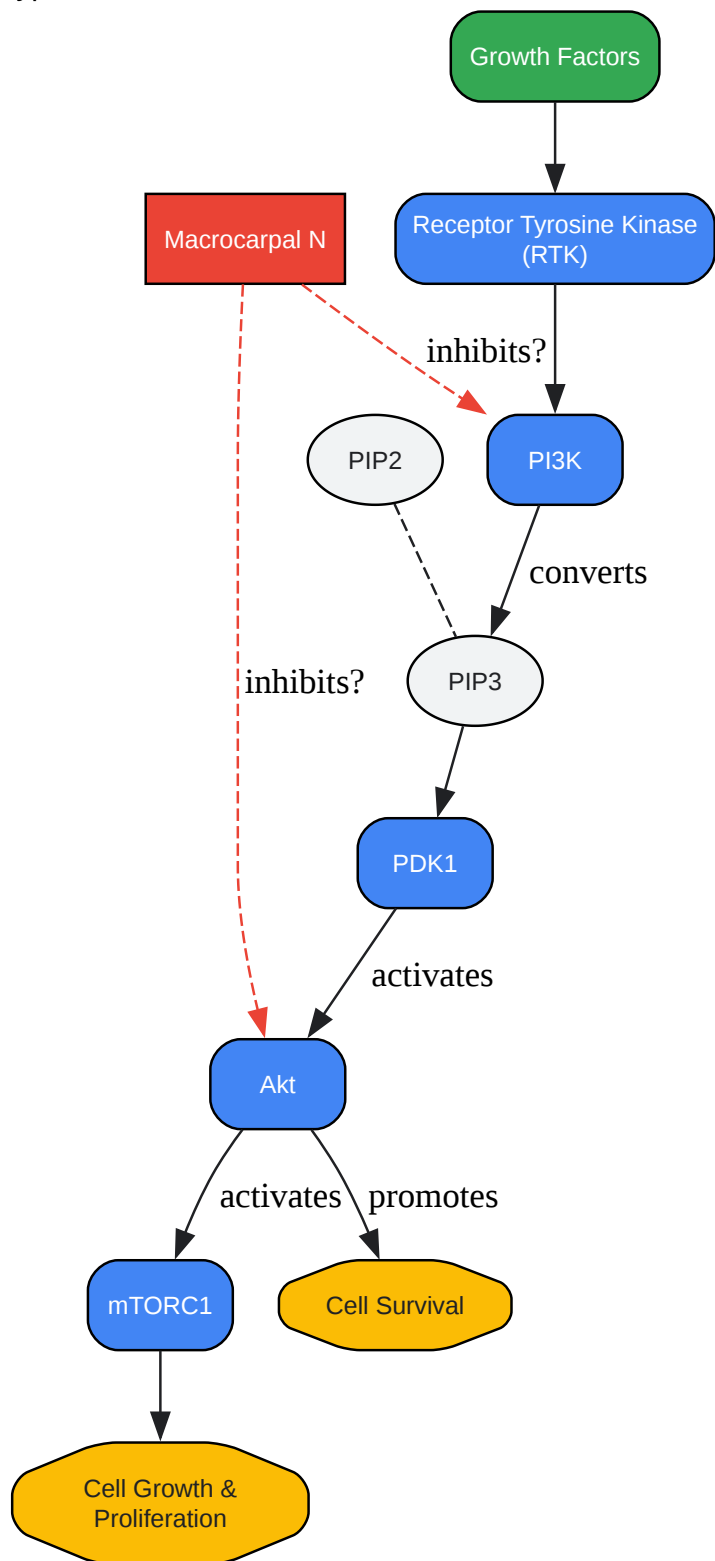 Growth Factors
Macrocarpal N
Receptor Tyrosine Kinase
(RTK)
inhibits?
PIP2
PI3K
converts
inhibits?
PIP3
PDK1
activates
Akt
activates
promotes
mTORC1
Cell Survival
Cell Growth &
Proliferation